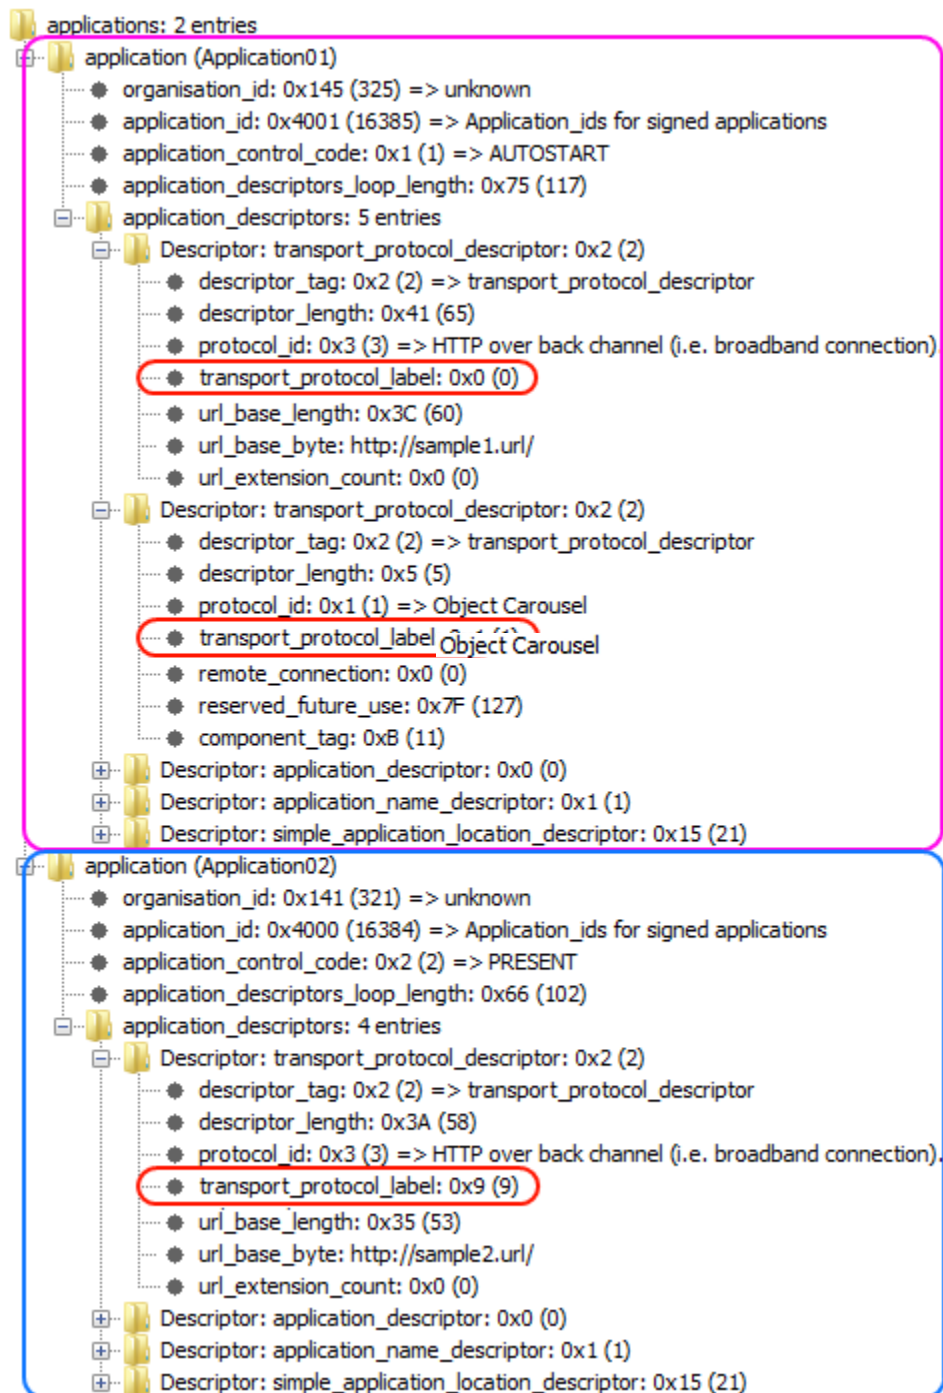 applications: 2 entries
application (Application01)
organisation_id: 0x145 (325) => unknown
application_id: 0x4001 (16385) => Application_ids for signed applications
application_control_code: 0x1 (1) => AUTOSTART
application_descriptors_loop_length: 0x75 (117)
application_descriptors: 5 entries
Descriptor: transport_protocol_descriptor: 0x2 (2)
descriptor_tag: 0x2 (2) => transport_protocol_descriptor
descriptor_length: 0x41 (65)
protocol_id: 0x3 (3) => HTTP over back channel (i.e. broadband connection).
transport_protocol_label: 0x0 (0)
url_base_length: 0x3C (60)
url_base_byte: http://sample1.url/
url_extension_count: 0x0 (0)
Descriptor: transport_protocol_descriptor: 0x2 (2)
descriptor_tag: 0x2 (2) => transport_protocol_descriptor
descriptor_length: 0x5 (5)
protocol_id: 0x1 (1) => Object Carousel
transport_protocol_label
Object Carousel
remote_connection: 0x0 (0)
reserved_future_use: 0x7F (127)
component_tag: 0xB (11)
Descriptor: application_descriptor: 0x0 (0)
Descriptor: application_name_descriptor: 0x1 (1)
Descriptor: simple_application_location_descriptor: 0x15 (21)
application (Application02)
organisation_id: 0x141 (321) => unknown
application_id: 0x4000 (16384) => Application_ids for signed applications
application_control_code: 0x2 (2) => PRESENT
application_descriptors_loop_length: 0x66 (102)
application_descriptors: 4 entries
Descriptor: transport_protocol_descriptor: 0x2 (2)
descriptor_tag: 0x2 (2) => transport_protocol_descriptor
descriptor_length: 0x3A (58)
protocol_id: 0x3 (3) => HTTP over back channel (i.e. broadband connection).
transport_protocol_label: 0x9 (9)
url_base_length: 0x35 (53)
url_base_byte: http://sample2.url/
url_extension_count: 0x0 (0)
Descriptor: application_descriptor: 0x0 (0)
Descriptor: application_name_descriptor: 0x1 (1)
Descriptor: simple_application_location_descriptor: 0x15 (21)